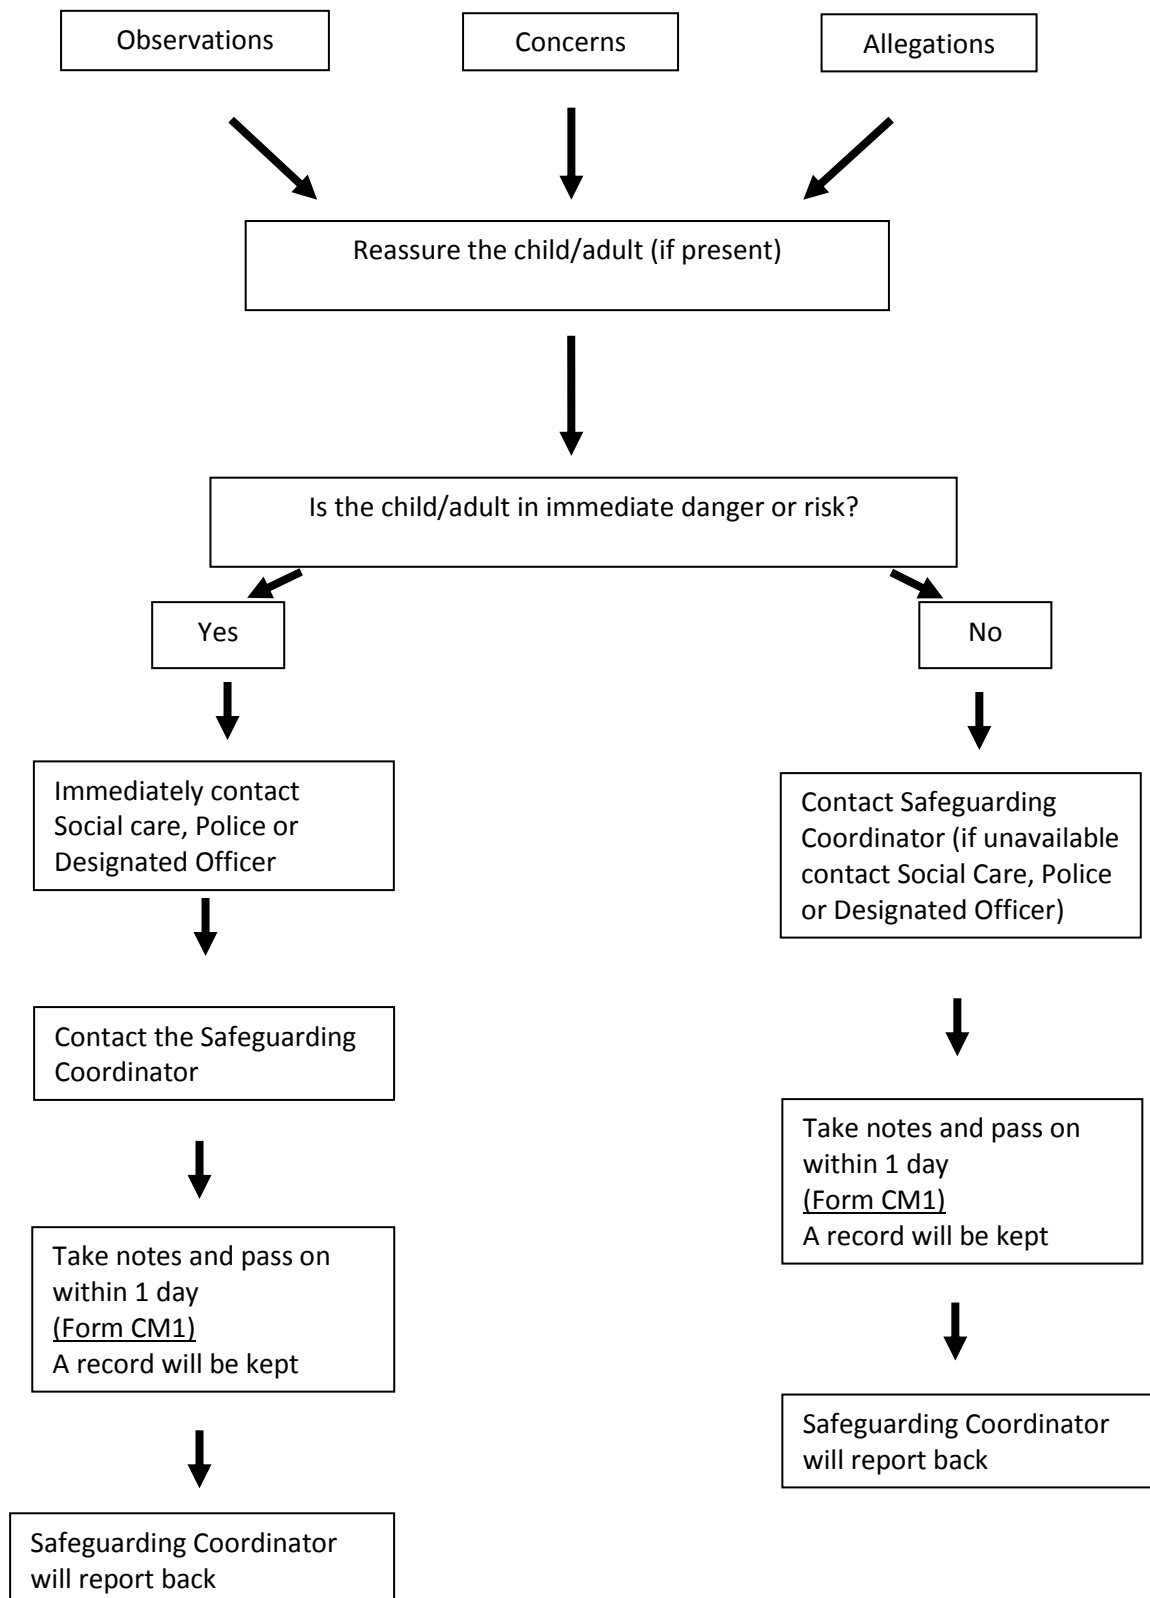 Observations
Concerns
Allegations
Reassure the child/adult (if present)
Is the child/adult in immediate danger or risk?
Yes
No
Immediately contact
Social care, Police or
Designated Officer
Contact the Safeguarding
Coordinator
Take notes and pass on
within 1 day
(Form CM1)
A record will be kept
Safeguarding Coordinator
will report back
Contact Safeguarding
Coordinator (if unavailable
contact Social Care, Police
or Designated Officer)
Take notes and pass on
within 1 day
(Form CM1)
A record will be kept
Safeguarding Coordinator
will report back